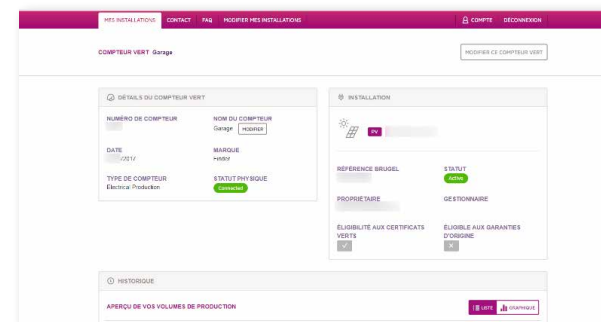 MES INSTALLATIONS CONTACT FAQ MODIFIER MES INSTALLATIONS COMPTE DÉCONNEXION
COMPTEUR VERT Garage
MODIFIER CE COMPTEUR VERT
DÉTAILS DU COMPTEUR VERT
NUMÉRO DE COMPTEUR NOM DU COMPTEUR
Garage MODIFIER
DATE MARQUE
/2017 Finder
TYPE DE COMPTEUR STATUT PHYSIQUE
Electrical Production Connected
INSTALLATION
PV
RÉFÉRENCE BRUGEL STATUT
Active
PROPRIETAIRE GESTIONNAIRE
ÉLIGIBILITÉ AUX CERTIFICATS ÉLIGIBLE AUX GARANTIES
VERTS D'ORIGINE
HISTORIQUE
APERÇU DE VOS VOLUMES DE PRODUCTION LISTE GRAPHIQUE